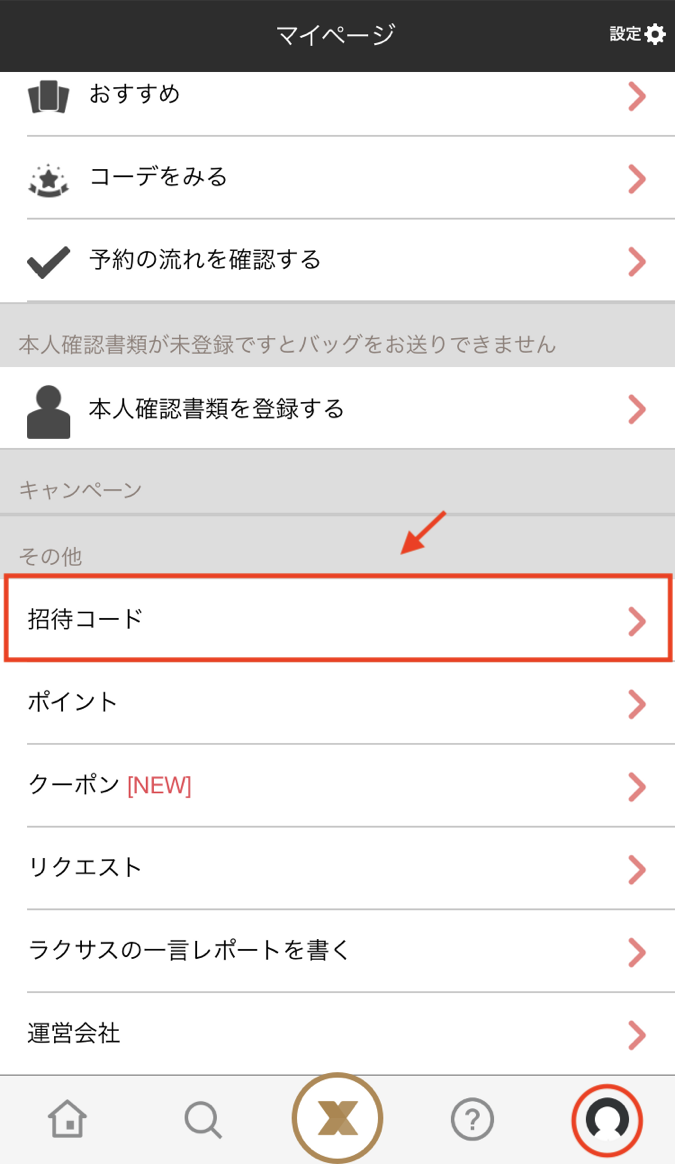 マイページ
設定
おすすめ
コーデをみる
予約の流れを確認する
本人確認書類が未登録ですとバッグをお送りできません
本人確認書類を登録する
キャンペーン
その他
招待コード
ポイント
クーポン [NEW]
リクエスト
ラクサスの一言レポートを書く
運営会社